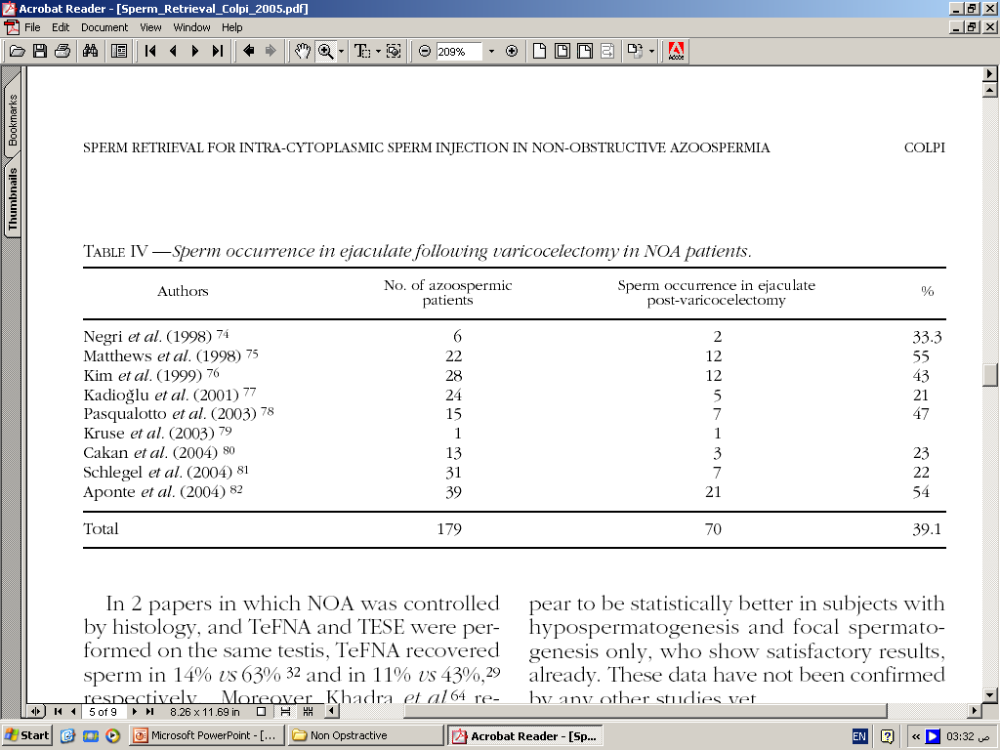 Acrobat Reader - [Sperm_Retrieval_Colpi_2005.pdf]
File Edit Document View Window Help
209%
Adobe
Bookmarks
Thumbnails
SPERM RETRIEVAL FOR INTRA-CYTOPLASMIC SPERM INJECTION IN NON-OBSTRUCTIVE AZOOSPERMIA COLPI
TABLE IV —Sperm occurrence in ejaculate following varicocelectomy in NOA patients.
Authors No. of azoospermic patients Sperm occurrence in ejaculate post-varicocelectomy %
Negri et al. (1998) 74 6 2 33.3
Matthews et al. (1998) 75 22 12 55
Kim et al. (1999) 76 28 12 43
Kadioğlu et al. (2001) 77 24 5 21
Pasqualotto et al. (2003) 78 15 7 47
Kruse et al. (2003) 79 1 1
Cakan et al. (2004) 80 13 3 23
Schlegel et al. (2004) 81 31 7 22
Aponte et al. (2004) 82 39 21 54
Total 179 70 39.1
In 2 papers in which NOA was controlled
by histology, and TeFNA and TESE were per-
formed on the same testis, TeFNA recovered
sperm in 14% vs 63% 32 and in 11% vs 43%,29
respectively. Moreover, Khadra et al 64 re-
pear to be statistically better in subjects with
hypospermatogenesis and focal spermato-
genesis only, who show satisfactory results,
already. These data have not been confirmed
by any other studies yet.
5 of 9 8.26 x 11.69 in
Start Microsoft PowerPoint - [... Non Opstractive Acrobat Reader - [Sp... EN « 03:32 ص